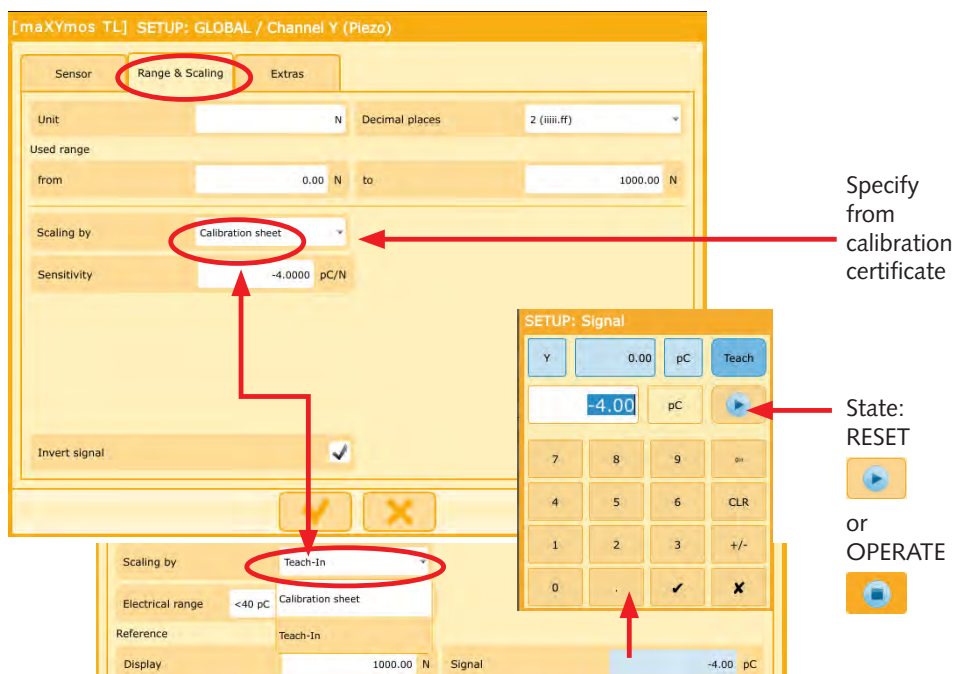 [maXYmos TL] SETUP: GLOBAL / Channel Y (Piezo)
Sensor Range & Scaling Extras
Unit N Decimal places 2 (iiiii.ff)
Used range
from 0.00 N to 1000.00 N
Scaling by Calibration sheet
Sensitivity -4.0000 pC/N
Invert signal
Specify
from
calibration
certificate
SETUP: Signal
Y 0.00 pC Teach
-4.00 pC
7 8 9
4 5 6 CLR
1 2 3 +/-
0 .
State:
RESET
or
OPERATE
Scaling by Teach-In
Electrical range <40 pC Calibration sheet
Reference Teach-In
Display 1000.00 N Signal -4.00 pC